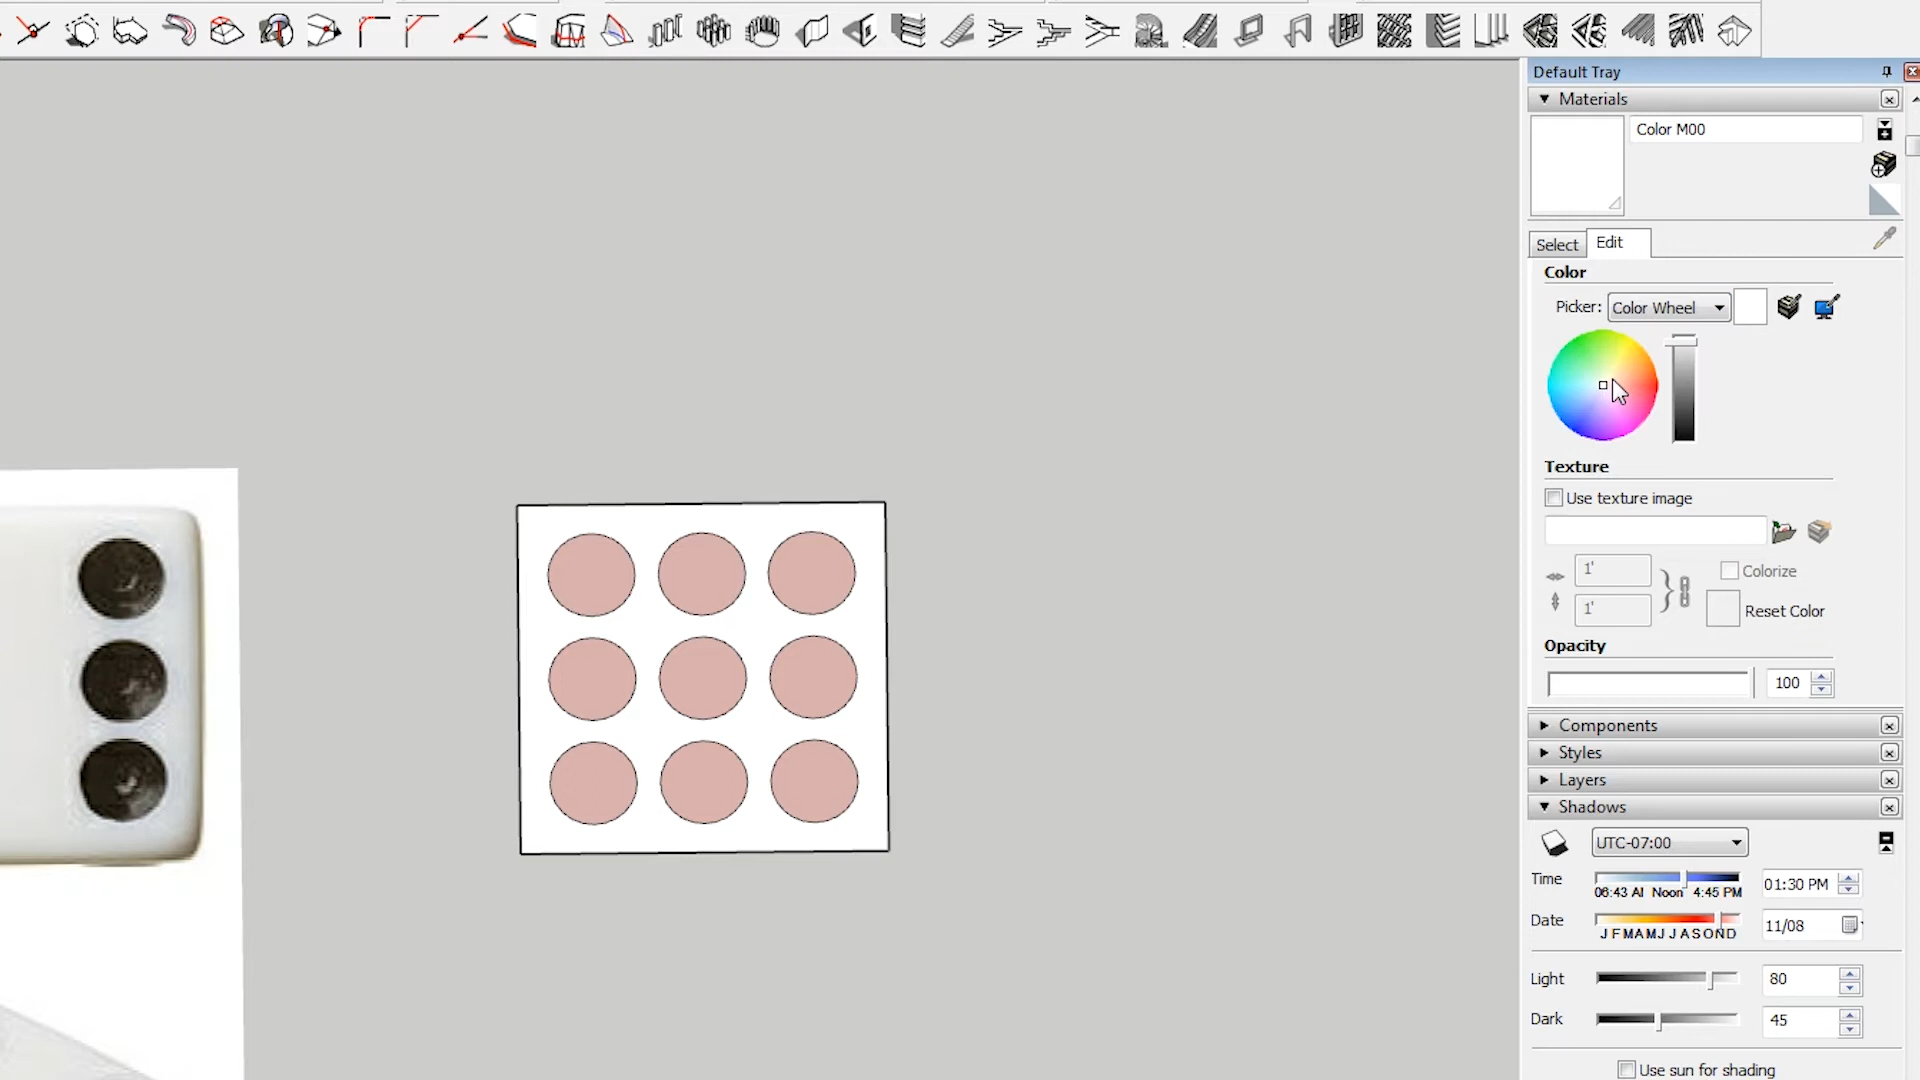 Default Tray
Materials
Color M00
Select Edit
Color
Picker: Color Wheel
Texture
Use texture image
1'
Colorize
1'
Reset Color
Opacity
100
Components
Styles
Layers
Shadows
UTC-07:00
Time 01:30 PM
06:43 AI Noon 4:45 PM
Date 11/08
J F M A M J J A S O N D
Light 80
Dark 45
Use sun for shading